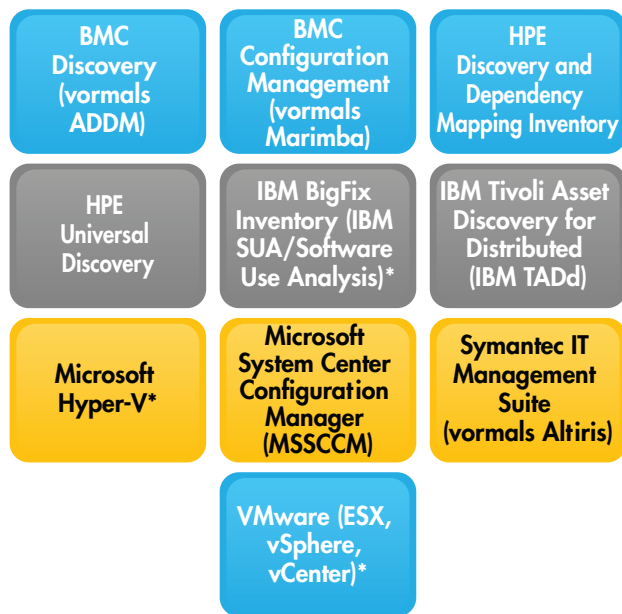 BMC
Discovery
(vormals
ADDM)
BMC
Configuration
Management
(vormals
Marimba)
HPE
Discovery and
Dependency
Mapping Inventory
HPE
Universal
Discovery
IBM BigFix
Inventory (IBM
SUA/Software
Use Analysis)*
IBM Tivoli Asset
Discovery for
Distributed
(IBM TADd)
Microsoft
Hyper-V*
Microsoft
System Center
Configuration
Manager
(MSSCCM)
Symantec IT
Management
Suite
(vormals Altiris)
VMware (ESX,
vSphere,
vCenter)*